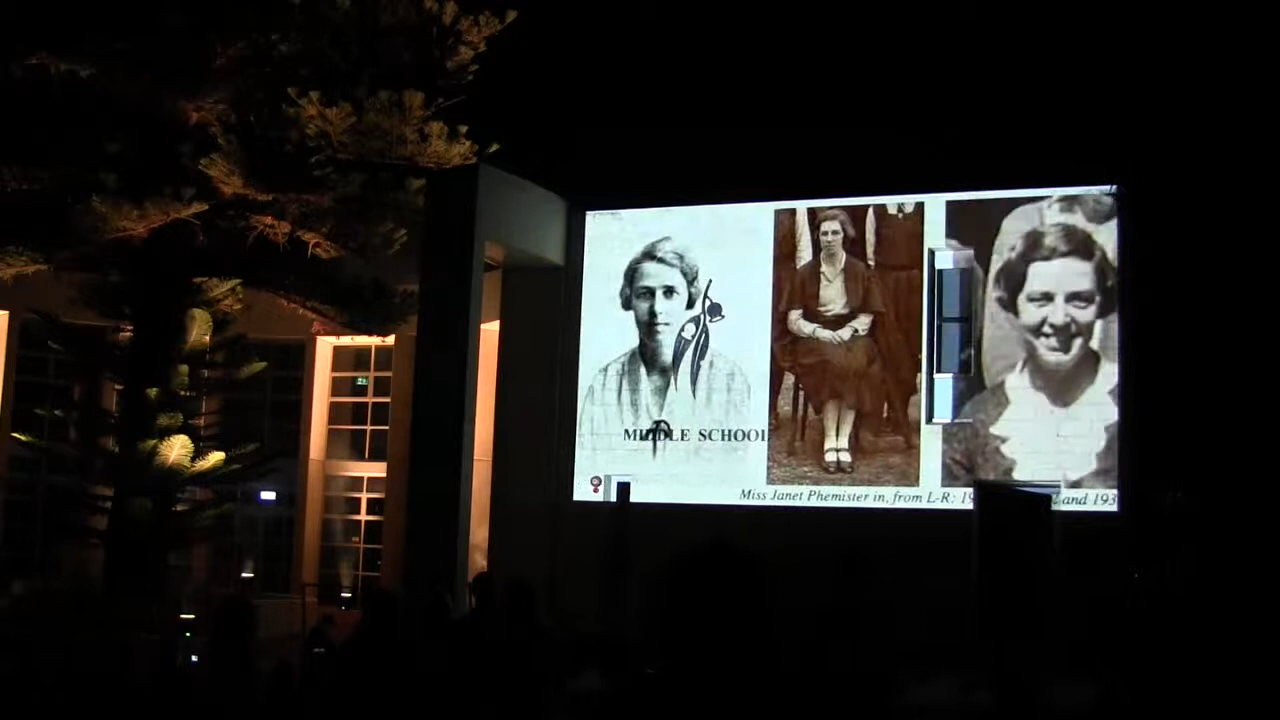 MIDDLE SCHOOL
Miss Janet Phemister in, from L-R: 19 and 193